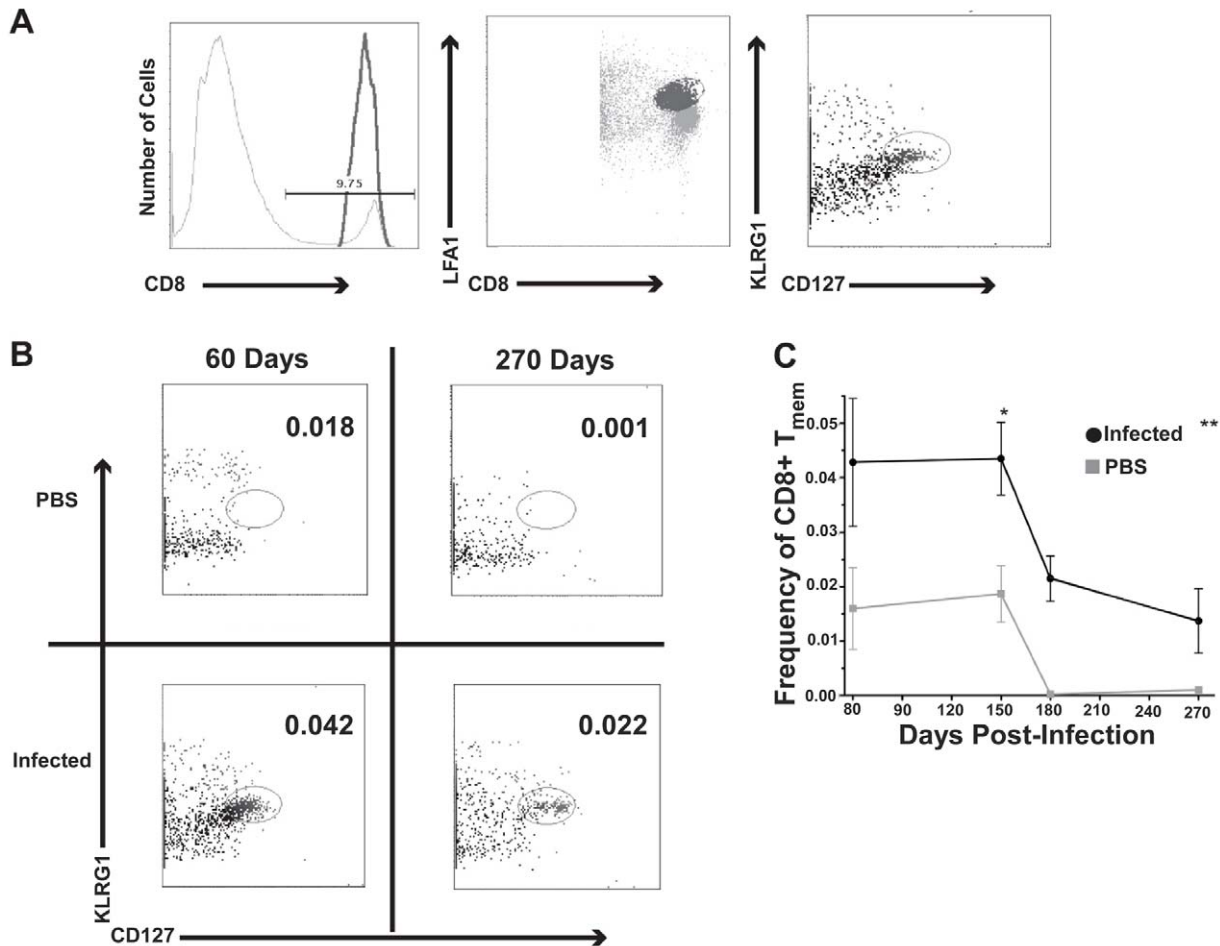 A
Number of Cells
9.75
CD8
LFA1
CD8
KLRG1
CD127
B
60 Days
270 Days
PBS
0.018
0.001
Infected
0.042
0.022
KLRG1
CD127
C
Frequency of CD8+ Tmem
0.05
0.04
0.03
0.02
0.01
0.00
*
Infected **
PBS
80 90 120 150 180 210 240 270
Days Post-Infection